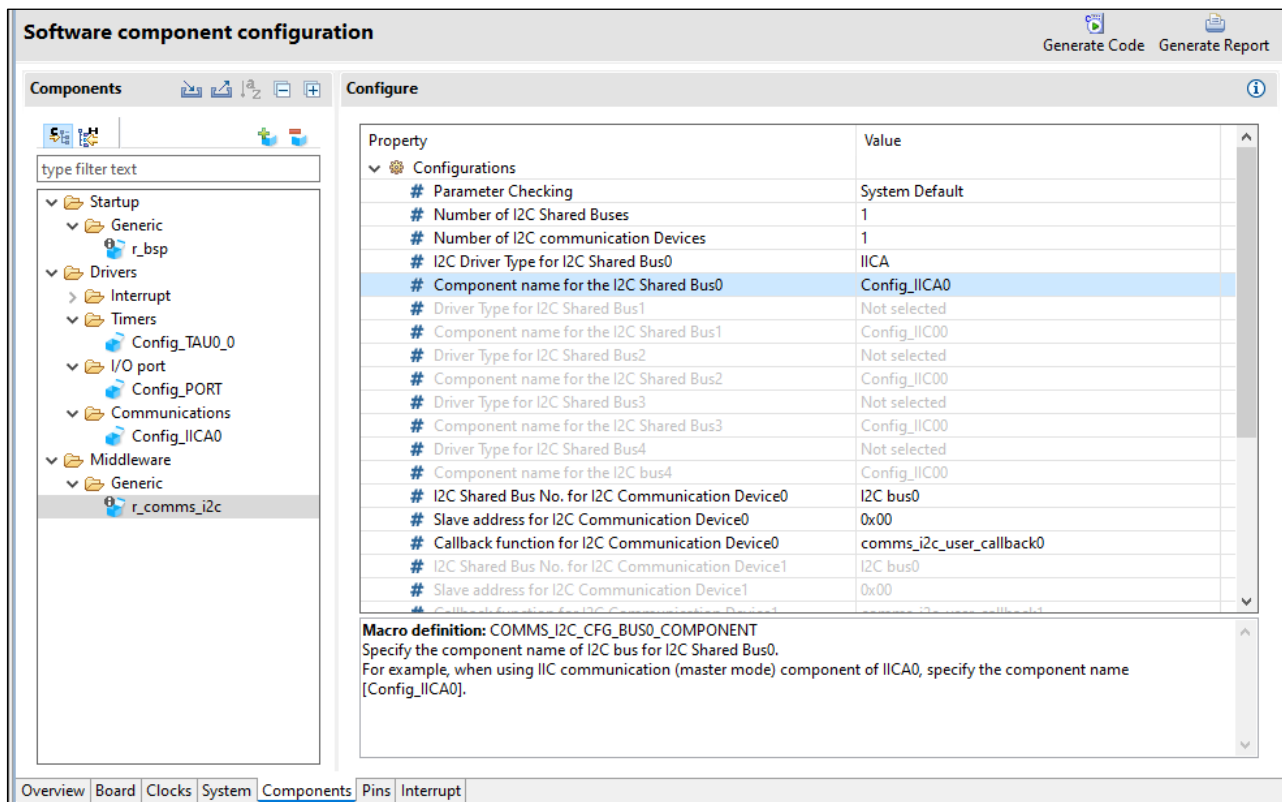 Software component configuration
Generate Code Generate Report
Components
Configure
type filter text
Startup
Generic
r_bsp
Drivers
Interrupt
Timers
Config_TAU0_0
I/O port
Config_PORT
Communications
Config_IICA0
Middleware
Generic
r_comms_i2c
Property Value
Configurations
# Parameter Checking System Default
# Number of I2C Shared Buses 1
# Number of I2C communication Devices 1
# I2C Driver Type for I2C Shared Bus0 IICA
# Component name for the I2C Shared Bus0 Config_IICA0
# Driver Type for I2C Shared Bus1 Not selected
# Component name for the I2C Shared Bus1 Config_IIC00
# Driver Type for I2C Shared Bus2 Not selected
# Component name for the I2C Shared Bus2 Config_IIC00
# Driver Type for I2C Shared Bus3 Not selected
# Component name for the I2C Shared Bus3 Config_IIC00
# Driver Type for I2C Shared Bus4 Not selected
# Component name for the I2C bus4 Config_IIC00
# I2C Shared Bus No. for I2C Communication Device0 I2C bus0
# Slave address for I2C Communication Device0 0x00
# Callback function for I2C Communication Device0 comms_i2c_user_callback0
# I2C Shared Bus No. for I2C Communication Device1 I2C bus0
# Slave address for I2C Communication Device1 0x00
# Callback function for I2C Communication Device1 comms_i2c_user_callback1
Macro definition: COMMS_I2C_CFG_BUS0_COMPONENT
Specify the component name of I2C bus for I2C Shared Bus0.
For example, when using IIC communication (master mode) component of IICA0, specify the component name
[Config_IICA0].
Overview Board Clocks System Components Pins Interrupt